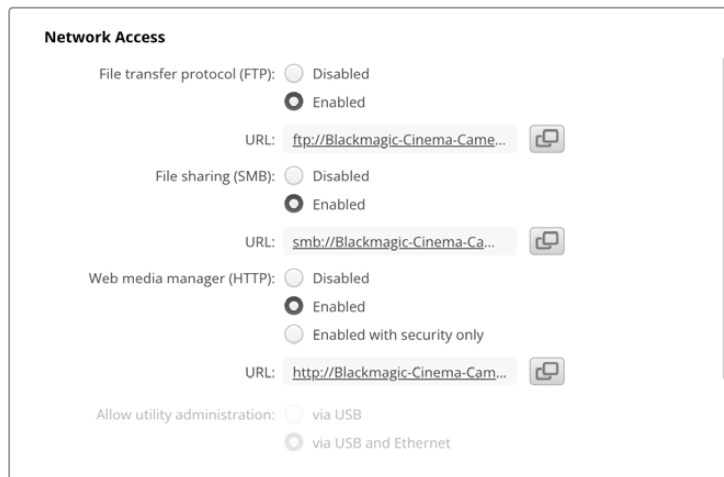 Network Access
File transfer protocol (FTP): Disabled
Enabled
URL: ftp://Blackmagic-Cinema-Came...
File sharing (SMB): Disabled
Enabled
URL: smb://Blackmagic-Cinema-Ca...
Web media manager (HTTP): Disabled
Enabled
Enabled with security only
URL: http://Blackmagic-Cinema-Cam...
Allow utility administration: via USB
via USB and Ethernet